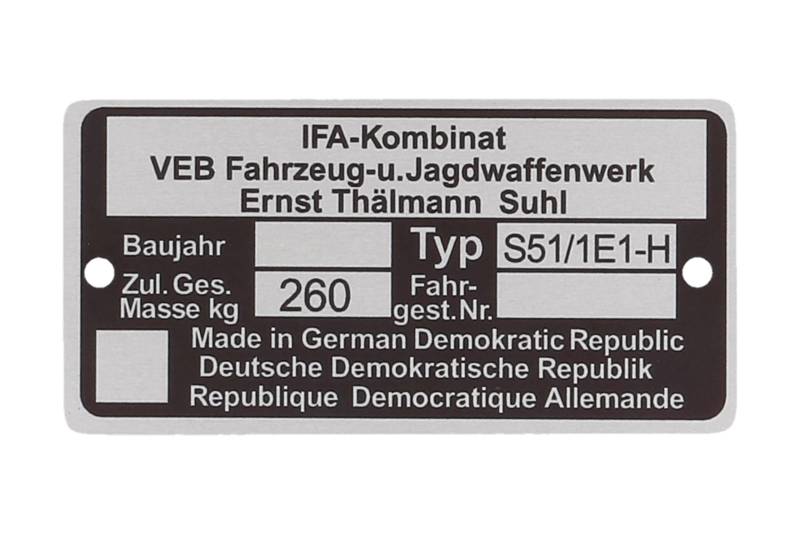 IFA-Kombinat
VEB Fahrzeug-u.Jagdwaffenwerk
Ernst Thälmann Suhl
Baujahr
Typ S51/1E1-H
Zul. Ges.
Masse kg 260
Fahr-
gest.Nr.
Made in German Demokratic Republic
Deutsche Demokratische Republik
Republique Democratique Allemande